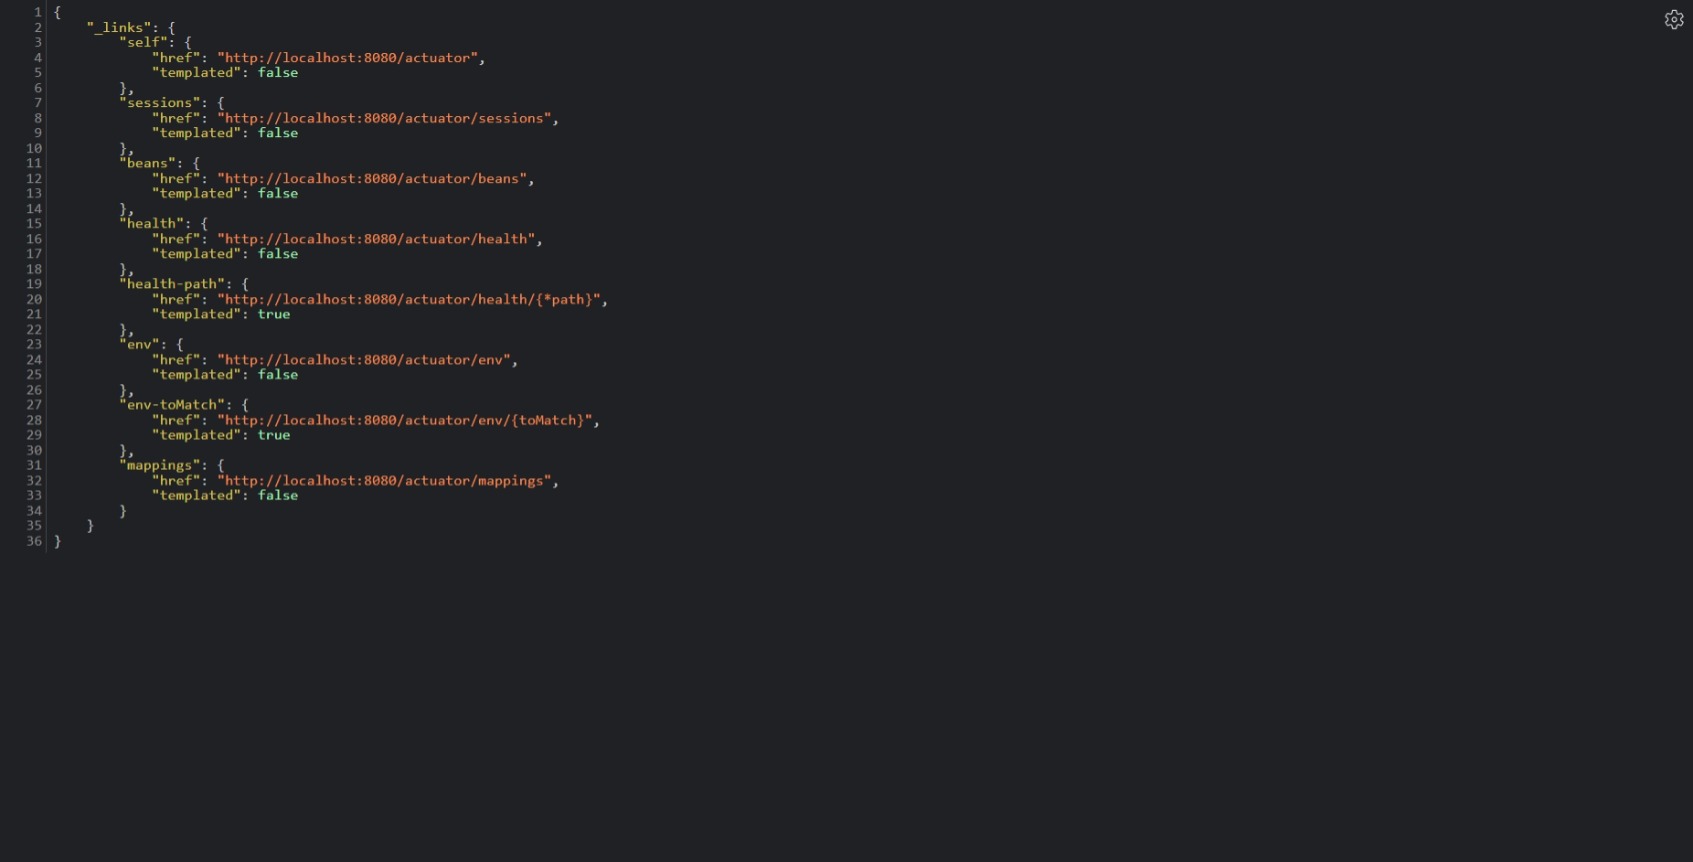 1 {
2     "_links": {
3         "self": {
4             "href": "http://localhost:8080/actuator",
5             "templated": false
6         },
7         "sessions": {
8             "href": "http://localhost:8080/actuator/sessions",
9             "templated": false
10         },
11         "beans": {
12             "href": "http://localhost:8080/actuator/beans",
13             "templated": false
14         },
15         "health": {
16             "href": "http://localhost:8080/actuator/health",
17             "templated": false
18         },
19         "health-path": {
20             "href": "http://localhost:8080/actuator/health/{*path}",
21             "templated": true
22         },
23         "env": {
24             "href": "http://localhost:8080/actuator/env",
25             "templated": false
26         },
27         "env-toMatch": {
28             "href": "http://localhost:8080/actuator/env/{toMatch}",
29             "templated": true
30         },
31         "mappings": {
32             "href": "http://localhost:8080/actuator/mappings",
33             "templated": false
34         }
35     }
36 }